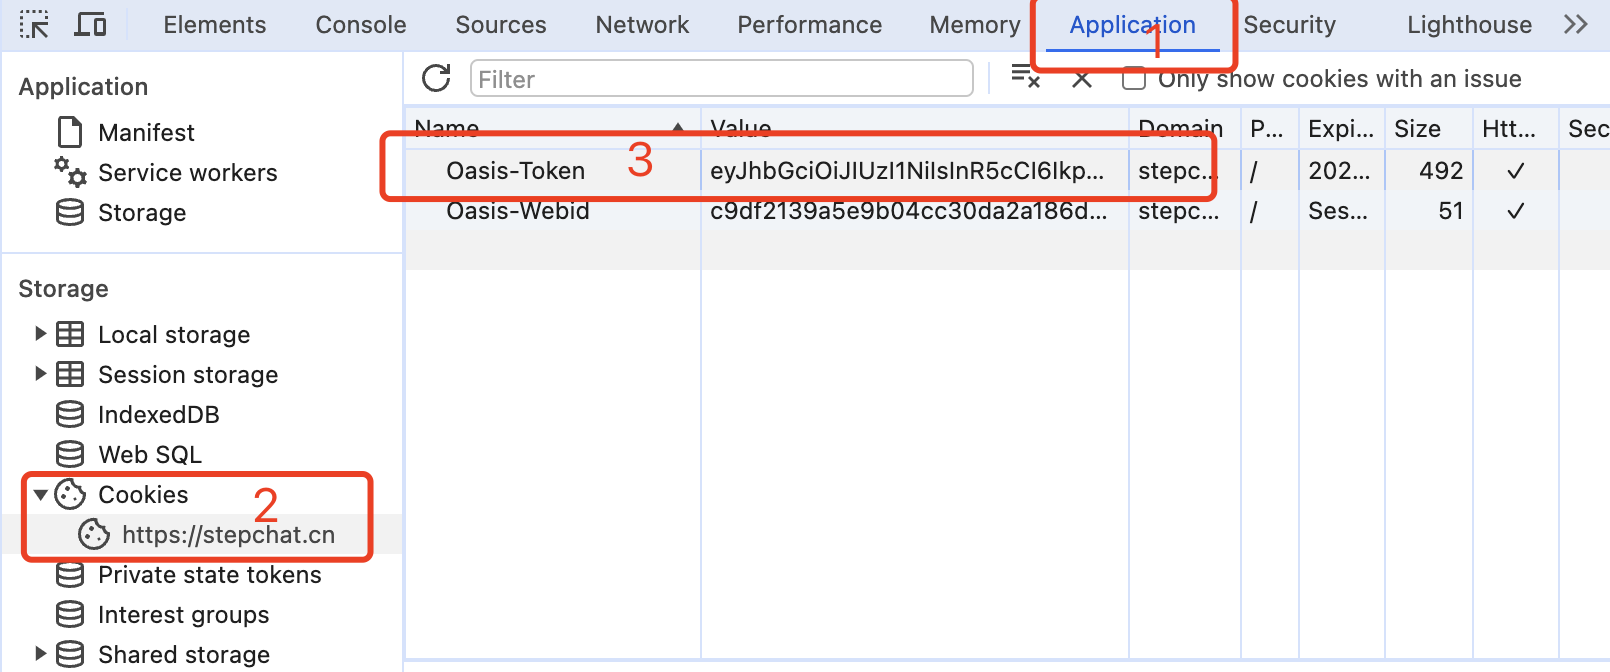 Elements Console Sources Network Performance Memory Application Security Lighthouse
1
Application
Filter
Only show cookies with an issue
Manifest
Service workers
Storage
Name Value Domain P... Expi... Size Htt... Sec
3
Oasis-Token eyJhbGciOiJIUzI1NiIsInR5cCI6Ikp... stepc... / 202... 492 ✓
Oasis-Webid c9df2139a5e9b04cc30da2a186d... stepc... / Ses... 51 ✓
Storage
Local storage
Session storage
IndexedDB
Web SQL
Cookies
2
https://stepchat.cn
Private state tokens
Interest groups
Shared storage